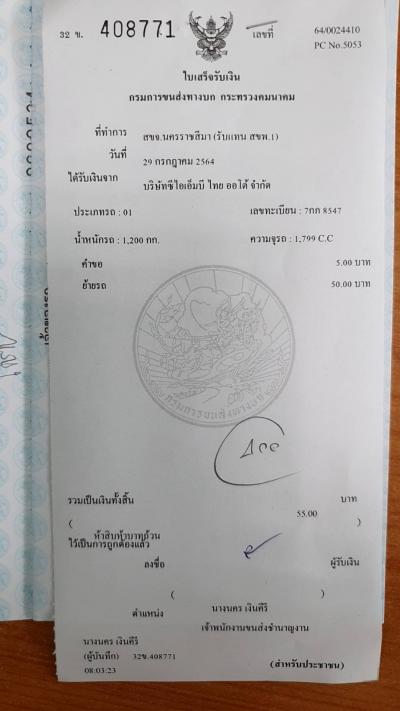 32 ข. 408771
เลขที่ 64/0024410
PC No.5053
ใบเสร็จรับเงิน
กรมการขนส่งทางบก กระทรวงคมนาคม
ที่ทำการ สขจ.นครราชสีมา (รับแทน สขพ.1)
วันที่ 29 กรกฎาคม 2564
ได้รับเงินจาก บริษัทซีไอเอ็มบี ไทย ออโต้ จำกัด
ประเภทรถ : 01 เลขทะเบียน : 7กภ 8547
น้ำหนักรถ : 1,200 กก. ความจุรถ : 1,799 C.C
คำขอ 5.00 บาท
ย้ายรถ 50.00 บาท
กรมการขนส่งทางบก
รวมเป็นเงินทั้งสิ้น บาท
55.00
( )
ห้าสิบห้าบาทถ้วน
ไว้เป็นการถูกต้องแล้ว
ลงชื่อ ผู้รับเงิน
( )
นางนคร เงินคีรี
ตำแหน่ง
เจ้าพนักงานขนส่งชำนาญงาน
นางนคร เงินคีรี
(ผู้บันทึก) 32ข.408771
08:03:23
(สำหรับประชาชน)